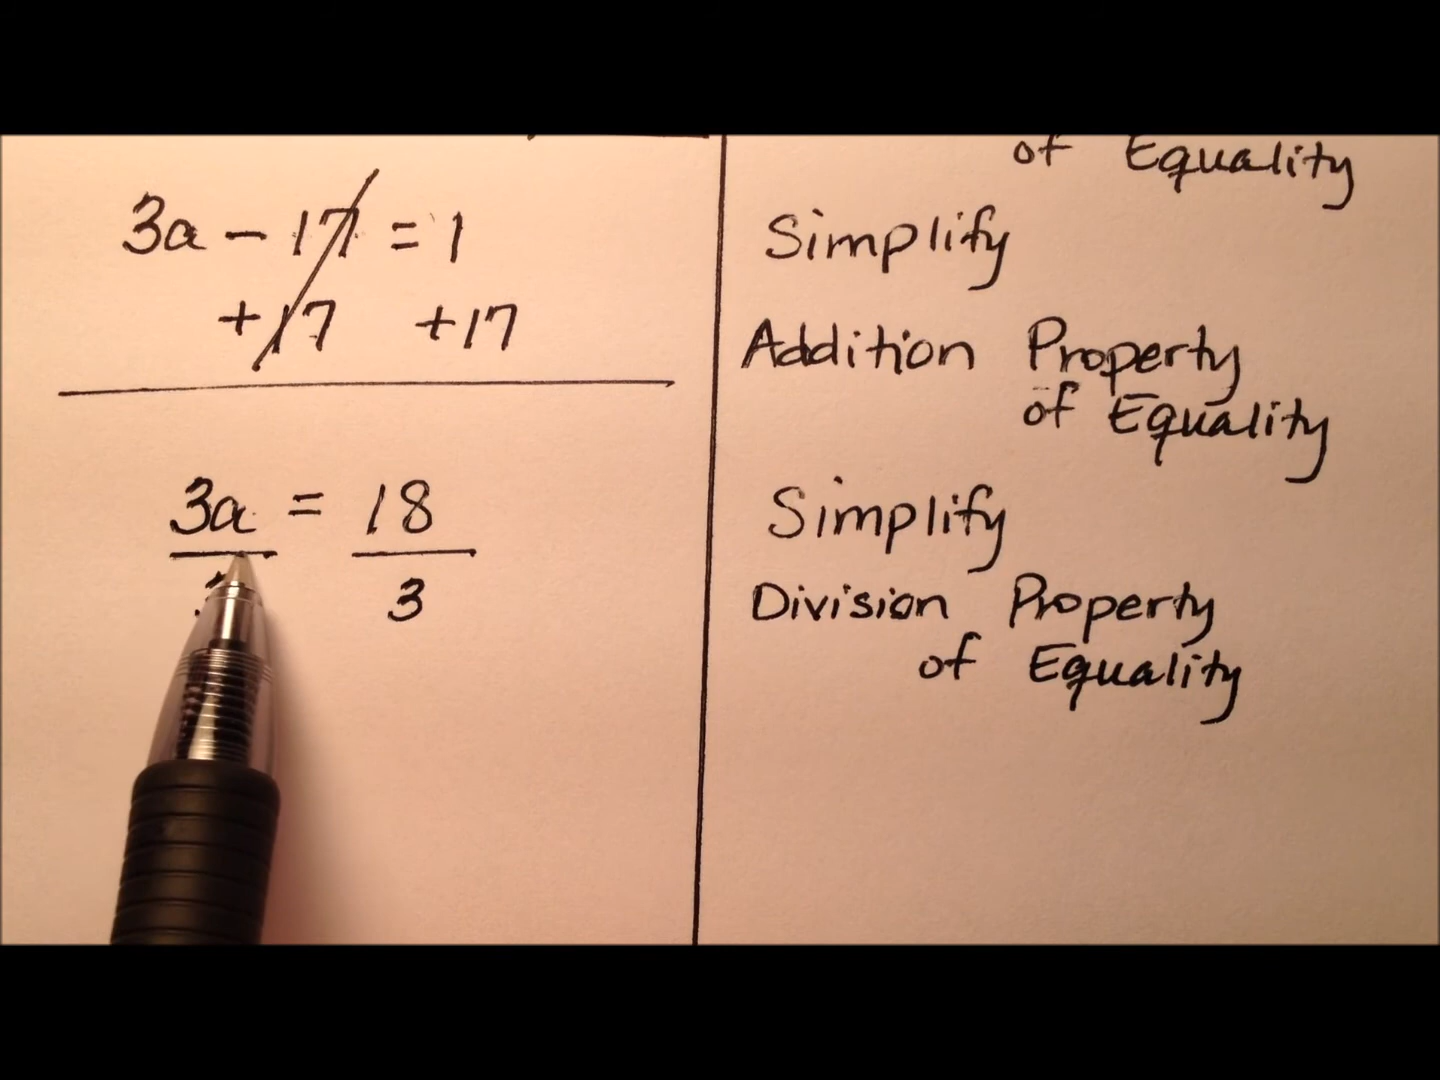 of Equality
3a - 17 = 1
Simplify
+17 +17
Addition Property
of Equality
3a = 18
Simplify
3
Division Property
of Equality